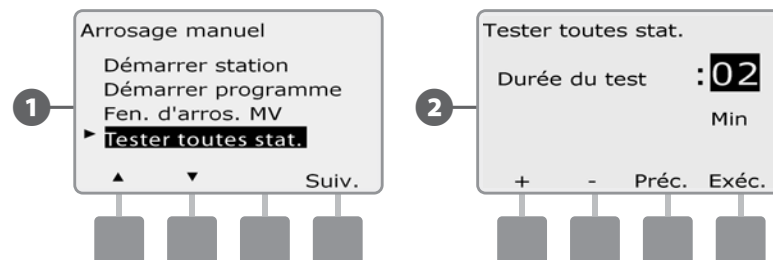 Arrosage manuel
Démarrer station
Démarrer programme
Fen. d'arros. MV
► Tester toutes stat.
▲ ▼ Suiv.
1
Tester toutes stat.
Durée du test :02
Min
+ - Préc. Exéc.
2